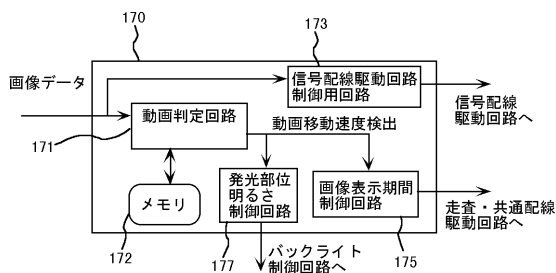 170
173
画像データ
信号配線駆動回路
制御用回路
信号配線
駆動回路へ
動画判定回路
171
動画移動速度検出
発光部位
明るさ
制御回路
画像表示期間
制御回路
メモリ
走査・共通配線
駆動回路へ
172
177
175
バックライト
制御回路へ